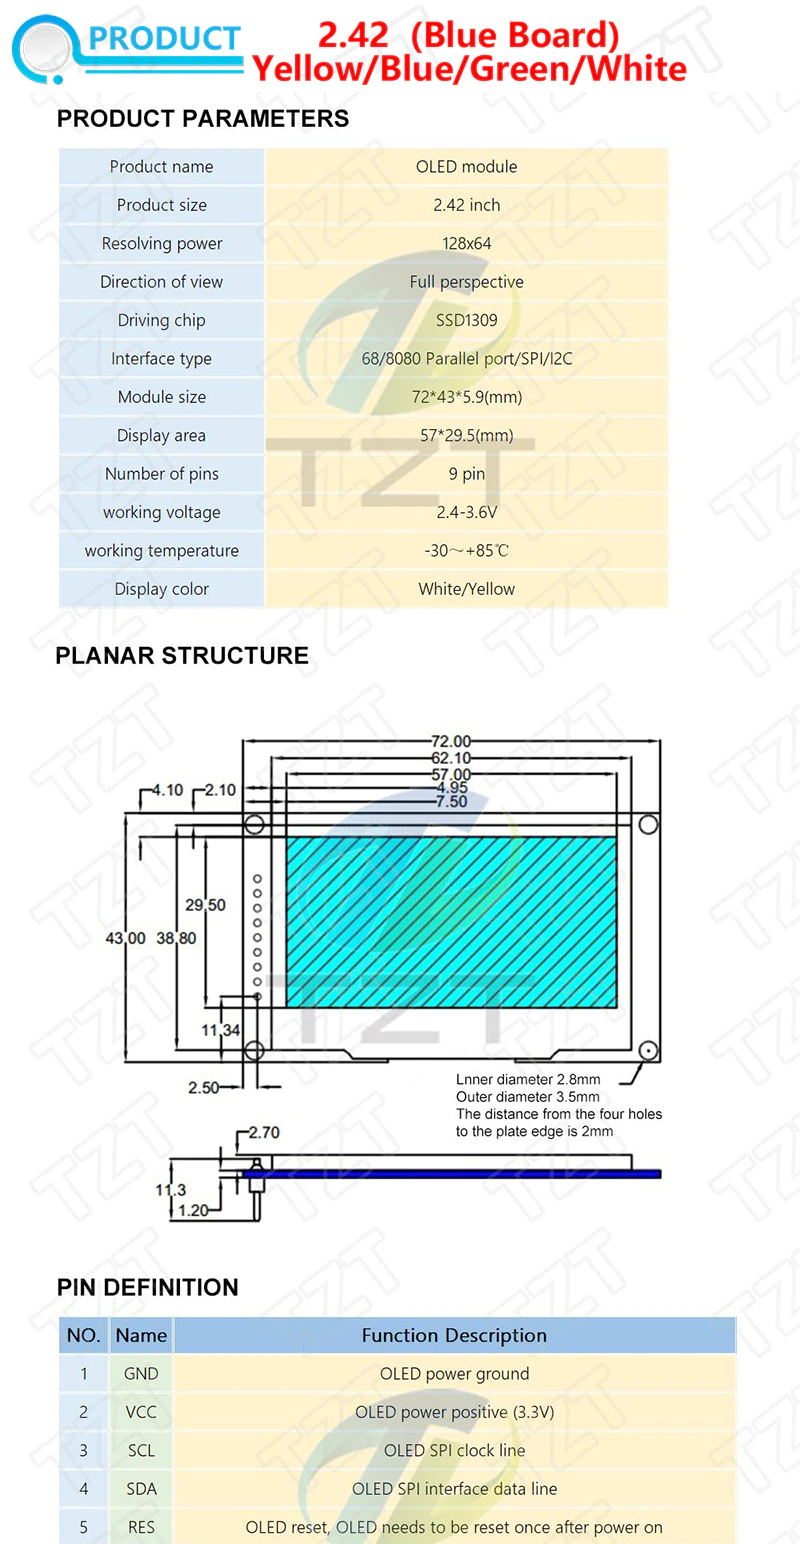 PRODUCT
2.42 (Blue Board)
Yellow/Blue/Green/White
PRODUCT PARAMETERS
Product name OLED module
Product size 2.42 inch
Resolving power 128x64
Direction of view Full perspective
Driving chip SSD1309
Interface type 68/8080 Parallel port/SPI/I2C
Module size 72*43*5.9(mm)
Display area 57*29.5(mm)
Number of pins 9 pin
working voltage 2.4-3.6V
working temperature -30～+85℃
Display color White/Yellow
TZT
PLANAR STRUCTURE
72.00
62.10
57.00
4.95
7.50
4.10
2.10
29.50
43.00
38.80
11.34
2.50
TZT
Lnner diameter 2.8mm
Outer diameter 3.5mm
The distance from the four holes
to the plate edge is 2mm
2.70
11.3
1.20
PIN DEFINITION
NO. Name Function Description
1 GND OLED power ground
2 VCC OLED power positive (3.3V)
3 SCL OLED SPI clock line
4 SDA OLED SPI interface data line
5 RES OLED reset, OLED needs to be reset once after power on